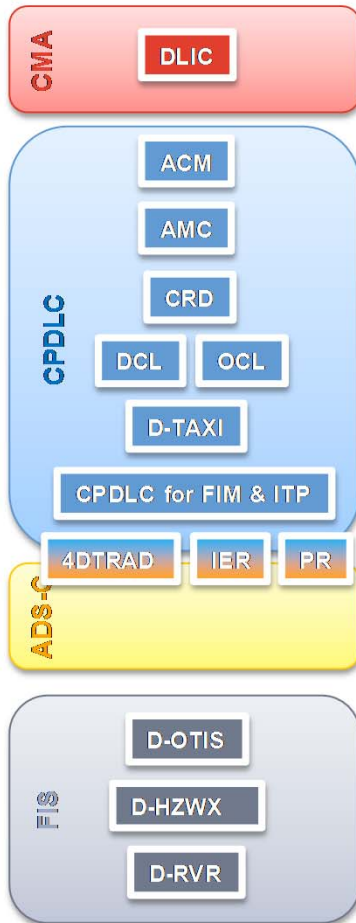 CMA
DLIC
CPDLC
ACM
AMC
CRD
DCL OCL
D-TAXI
CPDLC for FIM & ITP
4DTRAD IER PR
ADS-C
FIS
D-OTIS
D-HZWX
D-RVR